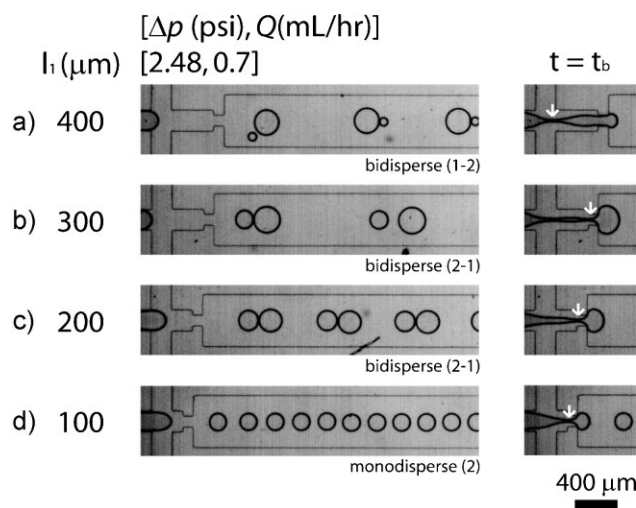 [Δp (psi), Q(mL/hr)]
l₁ (μm) [2.48, 0.7] t = t_b
a) 400
bidisperse (1-2)
b) 300
bidisperse (2-1)
c) 200
bidisperse (2-1)
d) 100
monodisperse (2)
400 μm